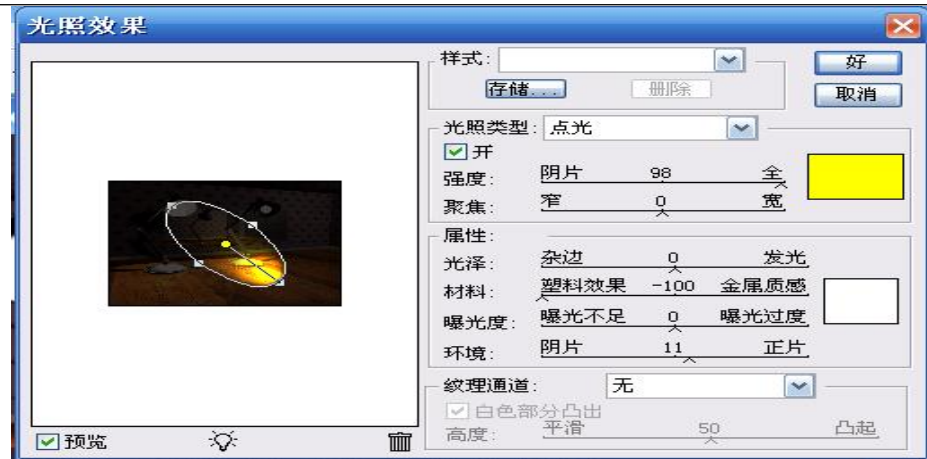 光照效果
样式:
好
存储...
删除
取消
光照类型: 点光
开
强度: 阴片 98 全
聚焦: 窄 0 宽
属性:
光泽: 杂边 0 发光
材料: 塑料效果 -100 金属质感
曝光度: 曝光不足 0 曝光过度
环境: 阴片 11 正片
纹理通道: 无
白色部分凸出
高度: 平滑 50 凸起
预览